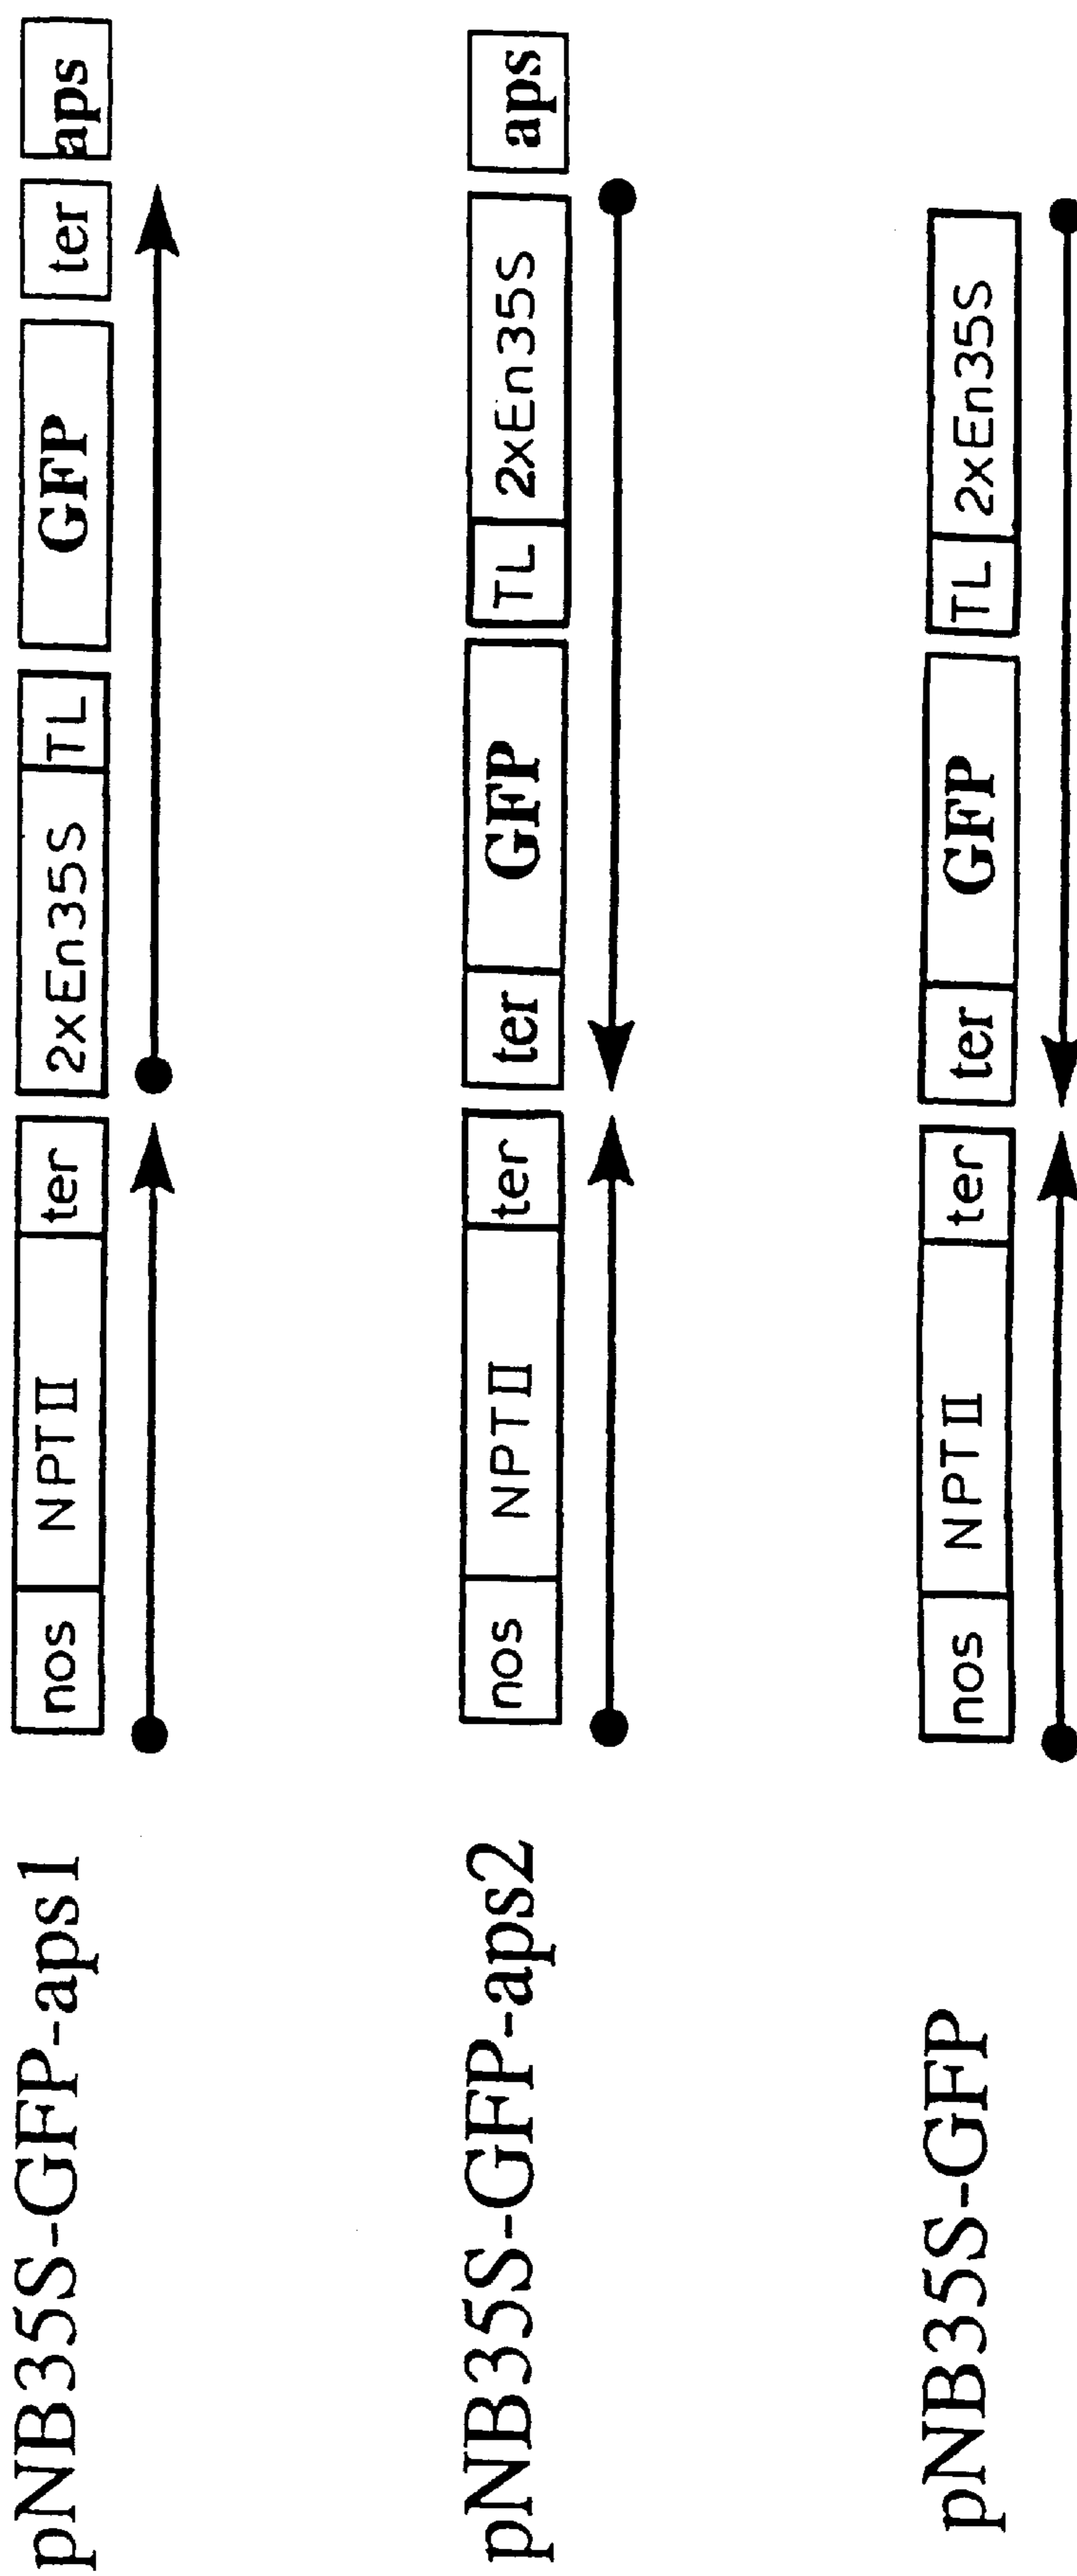 pNB35S-GFP-aps1
nos NPTII ter 2xEn35S TL GFP ter aps
pNB35S-GFP-aps2
nos NPTII ter ter GFP TL 2xEn35S aps
pNB35S-GFP
nos NPTII ter ter GFP TL 2xEn35S